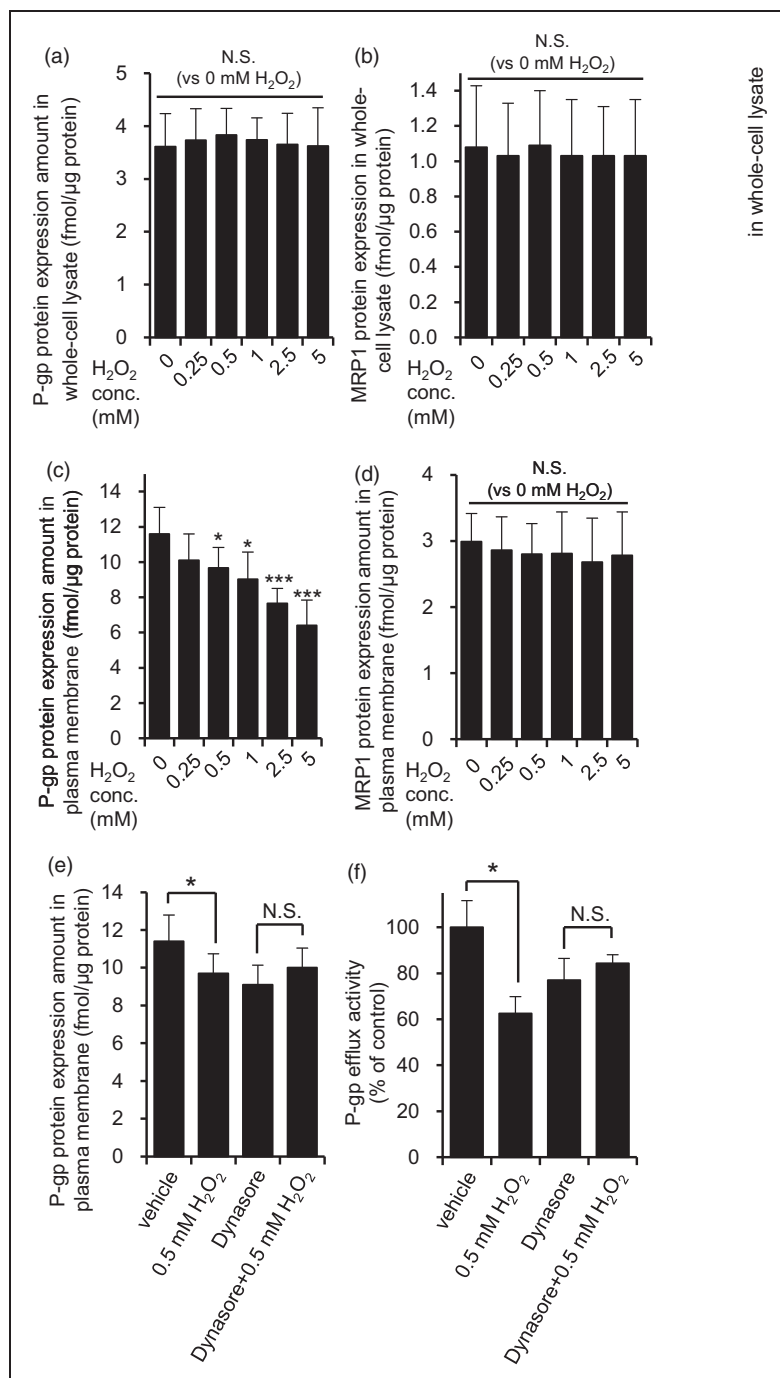 (a)
N.S.
(vs 0 mM H₂O₂)
P-gp protein expression amount in
whole-cell lysate (fmol/µg protein)
5
4
3
2
1
0
H₂O₂
conc.
(mM)
0
0.25
0.5
1
2.5
5
(b)
N.S.
(vs 0 mM H₂O₂)
MRP1 protein expression in whole-
cell lysate (fmol/µg protein)
1.4
1.2
1.0
0.8
0.6
0.4
0.2
0.0
H₂O₂
conc.
(mM)
0
0.25
0.5
1
2.5
5
in whole-cell lysate
(c)
P-gp protein expression amount in
plasma membrane (fmol/µg protein)
14
12
10
8
6
4
2
0
*
*
***
***
H₂O₂
conc.
(mM)
0
0.25
0.5
1
2.5
5
(d)
N.S.
(vs 0 mM H₂O₂)
MRP1 protein expression amount in
plasma membrane (fmol/µg protein)
4
3
2
1
0
H₂O₂
conc.
(mM)
0
0.25
0.5
1
2.5
5
(e)
P-gp protein expression amount in
plasma membrane (fmol/µg protein)
14
12
10
8
6
4
2
0
*
N.S.
vehicle
0.5 mM H₂O₂
Dynasore
Dynasore+0.5 mM H₂O₂
(f)
P-gp efflux activity
(% of control)
100
80
60
40
20
0
*
N.S.
vehicle
0.5 mM H₂O₂
Dynasore
Dynasore+0.5 mM H₂O₂